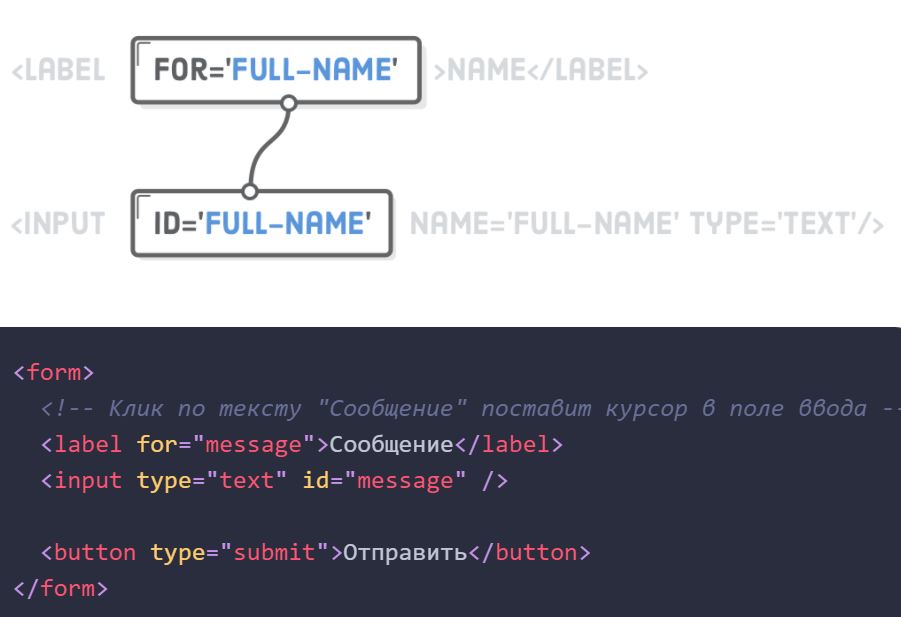 <LABEL FOR='FULL-NAME' >NAME</LABEL>
<INPUT ID='FULL-NAME' NAME='FULL-NAME' TYPE='TEXT'/>
<form>
<!-- Клик по тексту "Сообщение" поставит курсор в поле ввода --
<label for="message">Сообщение</label>
<input type="text" id="message" />
<button type="submit">Отправить</button>
</form>